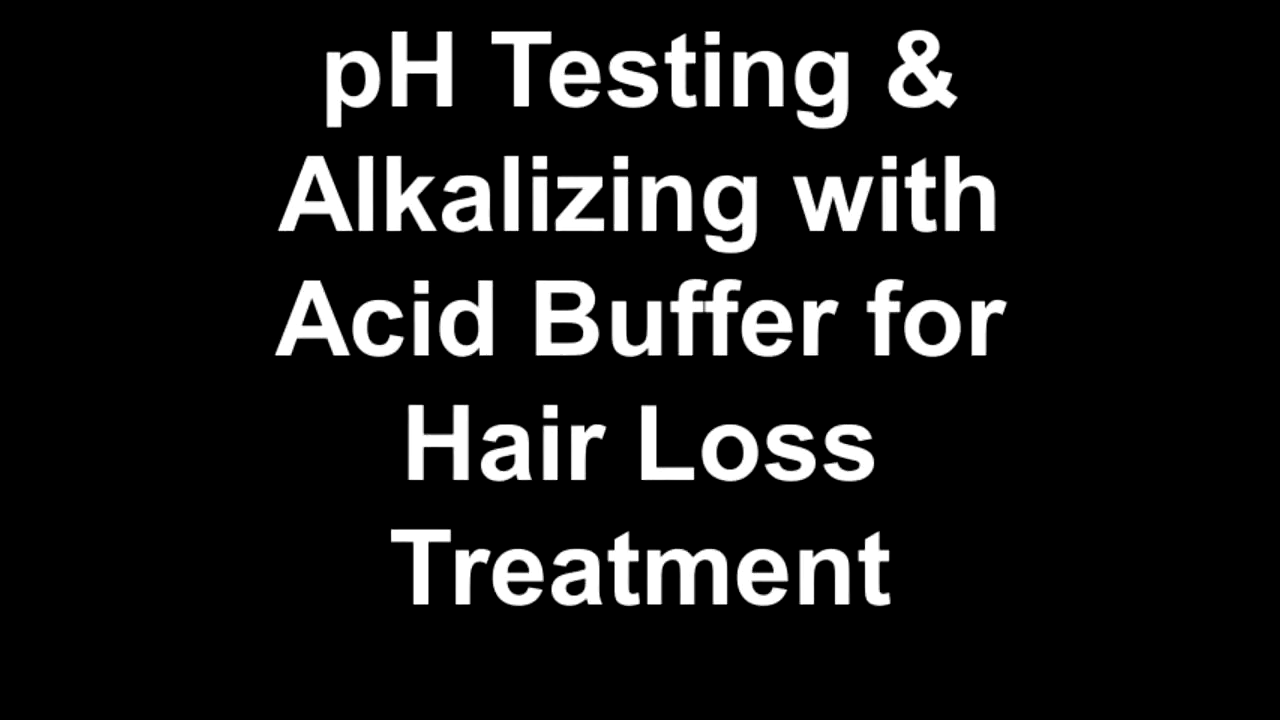 pH Testing &
Alkalizing with
Acid Buffer for
Hair Loss
Treatment